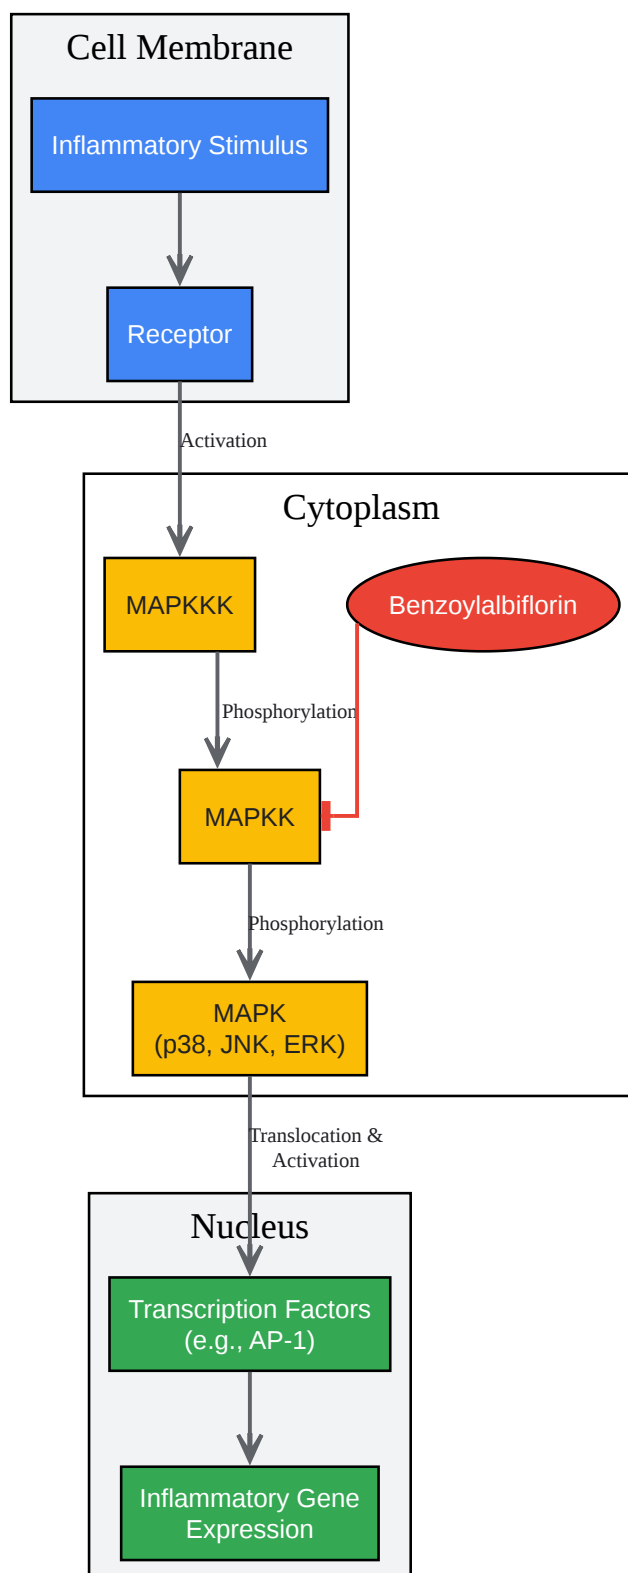 Cell Membrane
Inflammatory Stimulus
Receptor
Activation
Cytoplasm
MAPKKK
Benzoylalbiflorin
Phosphorylation
MAPKK
Phosphorylation
MAPK
(p38, JNK, ERK)
Translocation &
Activation
Nucleus
Transcription Factors
(e.g., AP-1)
Inflammatory Gene
Expression